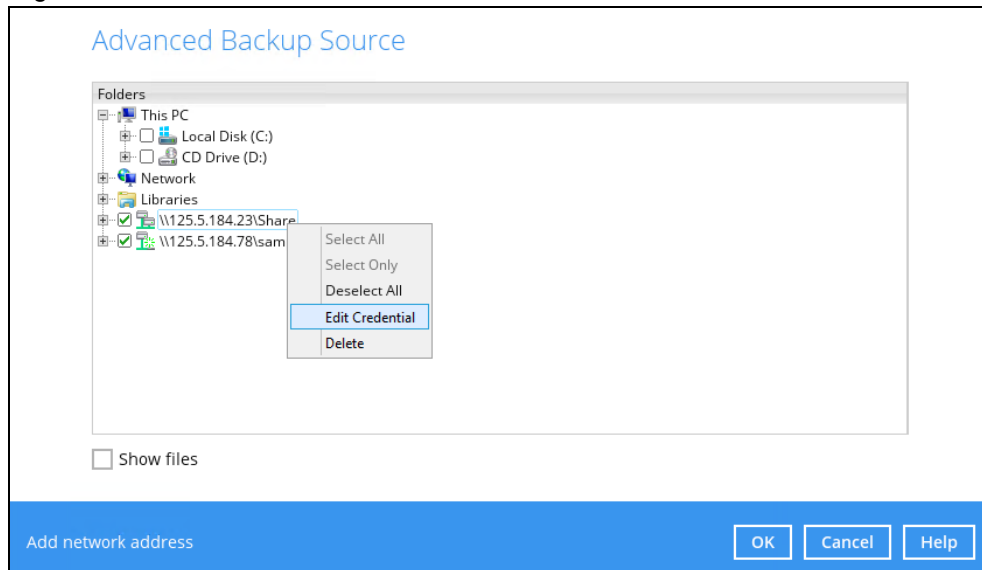 Advanced Backup Source
Folders
This PC
Local Disk (C:)
CD Drive (D:)
Network
Libraries
\\125.5.184.23\Share
\\125.5.184.78\sam
Select All
Select Only
Deselect All
Edit Credential
Delete
Show files
Add network address
OK Cancel Help